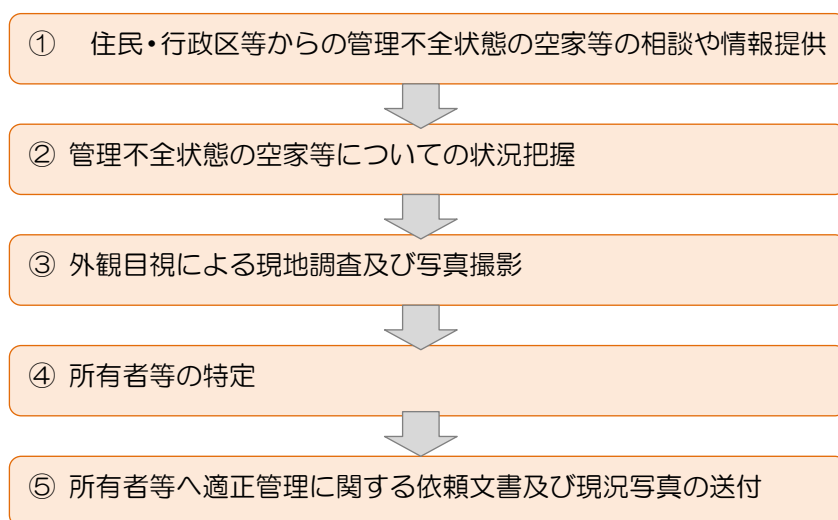 ① 住民・行政区等からの管理不全状態の空家等の相談や情報提供
② 管理不全状態の空家等についての状況把握
③ 外観目視による現地調査及び写真撮影
④ 所有者等の特定
⑤ 所有者等へ適正管理に関する依頼文書及び現況写真の送付